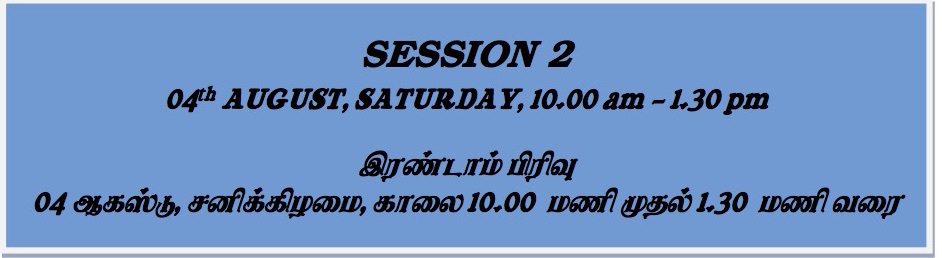 SESSION 2
04th AUGUST, SATURDAY, 10.00 am – 1.30 pm
இரண்டாம் பிரிவு
04 ஆகஸ்டு, சனிக்கிழமை, காலை 10.00 மணி முதல் 1.30 மணி வரை